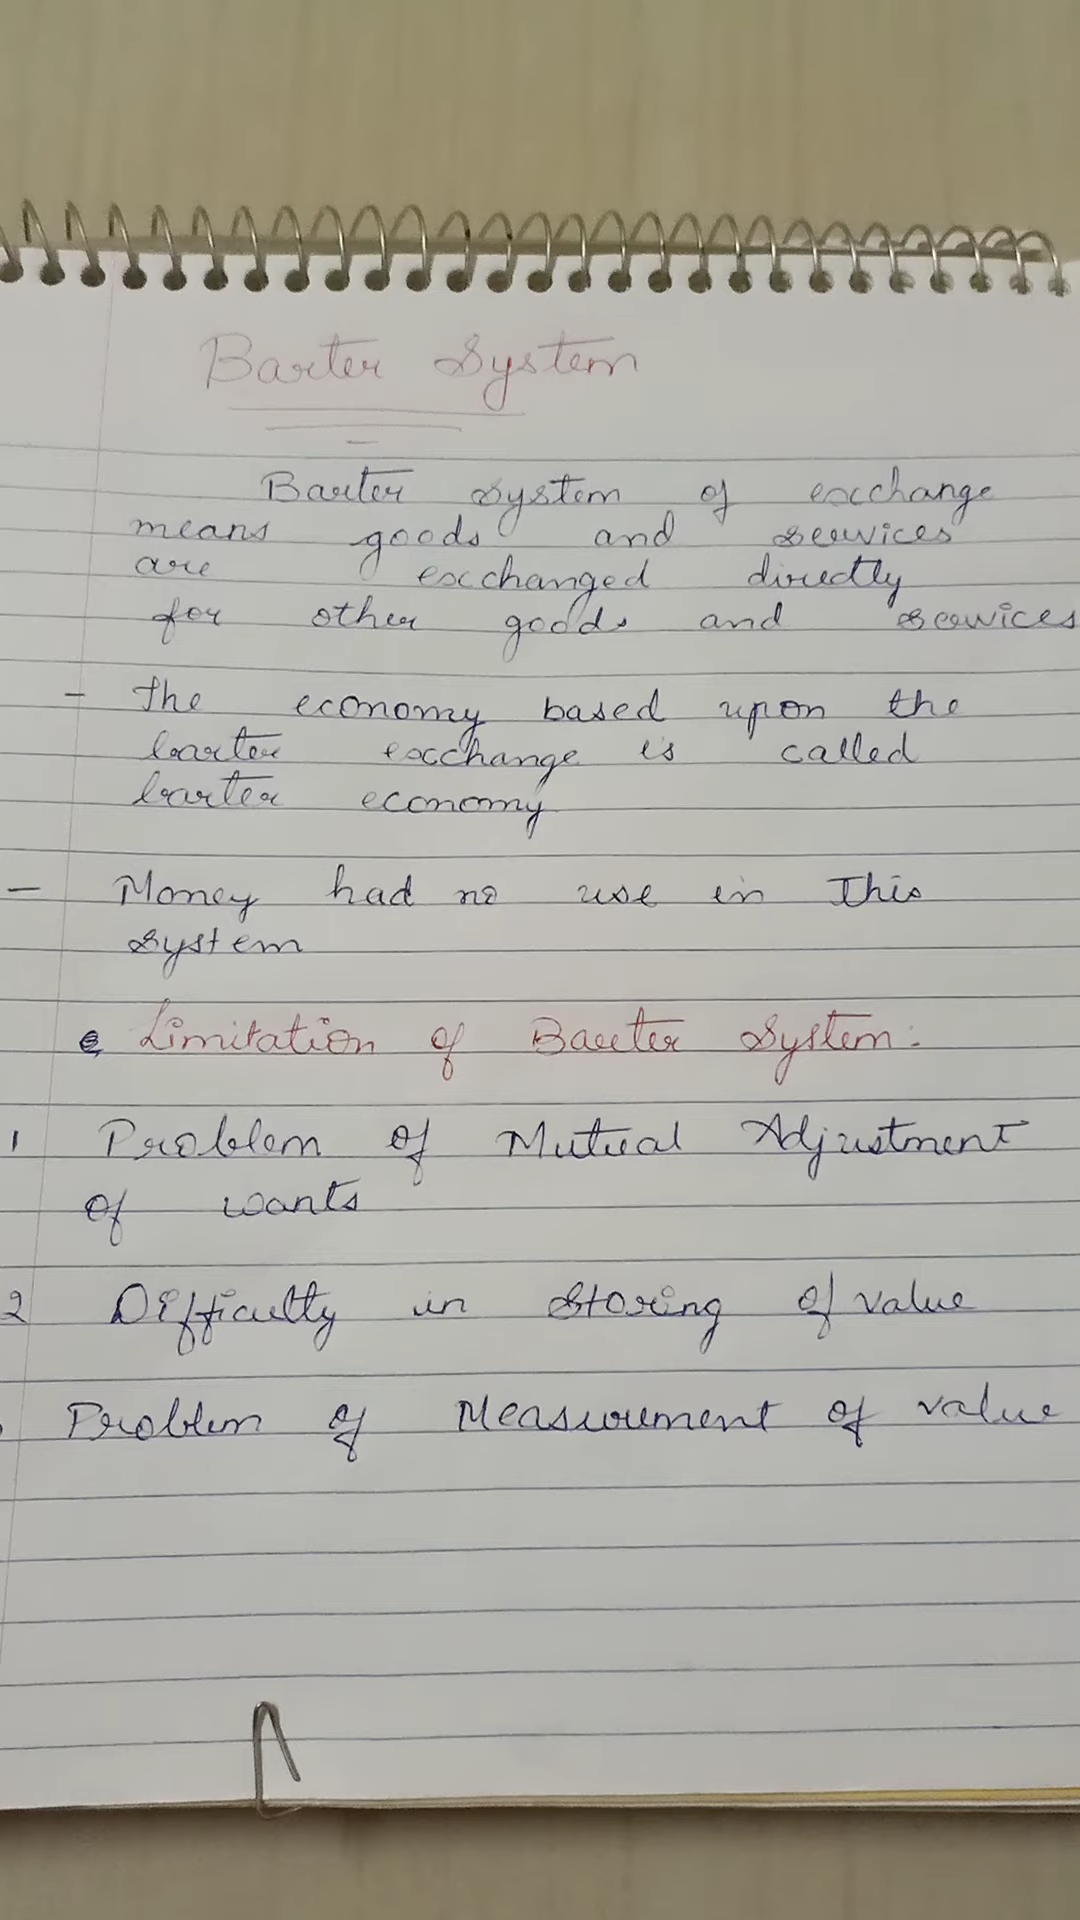 Barter System
Barter system of exchange
means goods and services
are exchanged directly
for other goods and services
- the economy based upon the
barter exchange is called
barter economy
- Money had no use in This
system
Limitation of Barter System:
1 Problem of Mutual Adjustment
of wants
2 Difficulty in storing of value
Problem of Measurement of value